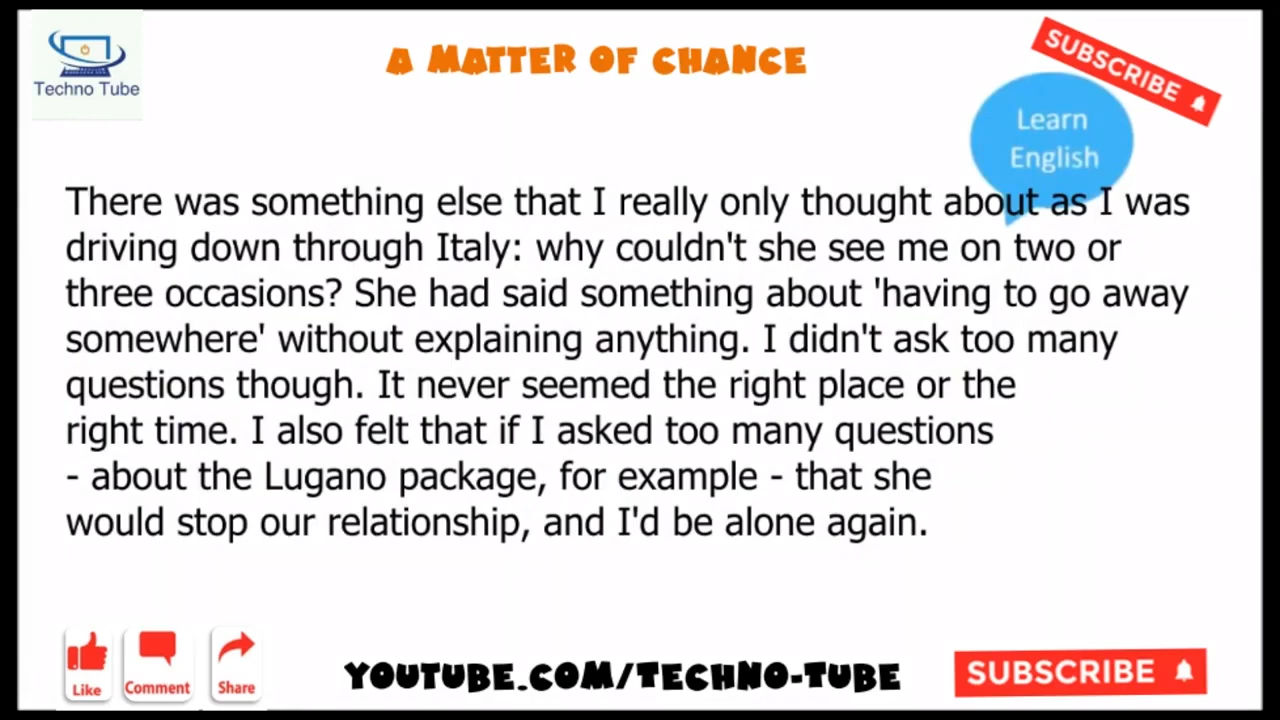 Techno Tube
A MATTER OF CHANCE
SUBSCRIBE
Learn
English
There was something else that I really only thought about as I was
driving down through Italy: why couldn't she see me on two or
three occasions? She had said something about 'having to go away
somewhere' without explaining anything. I didn't ask too many
questions though. It never seemed the right place or the
right time. I also felt that if I asked too many questions
- about the Lugano package, for example - that she
would stop our relationship, and I'd be alone again.
Like
Comment
Share
YOUTUBE.COM/TECHNO-TUBE
SUBSCRIBE